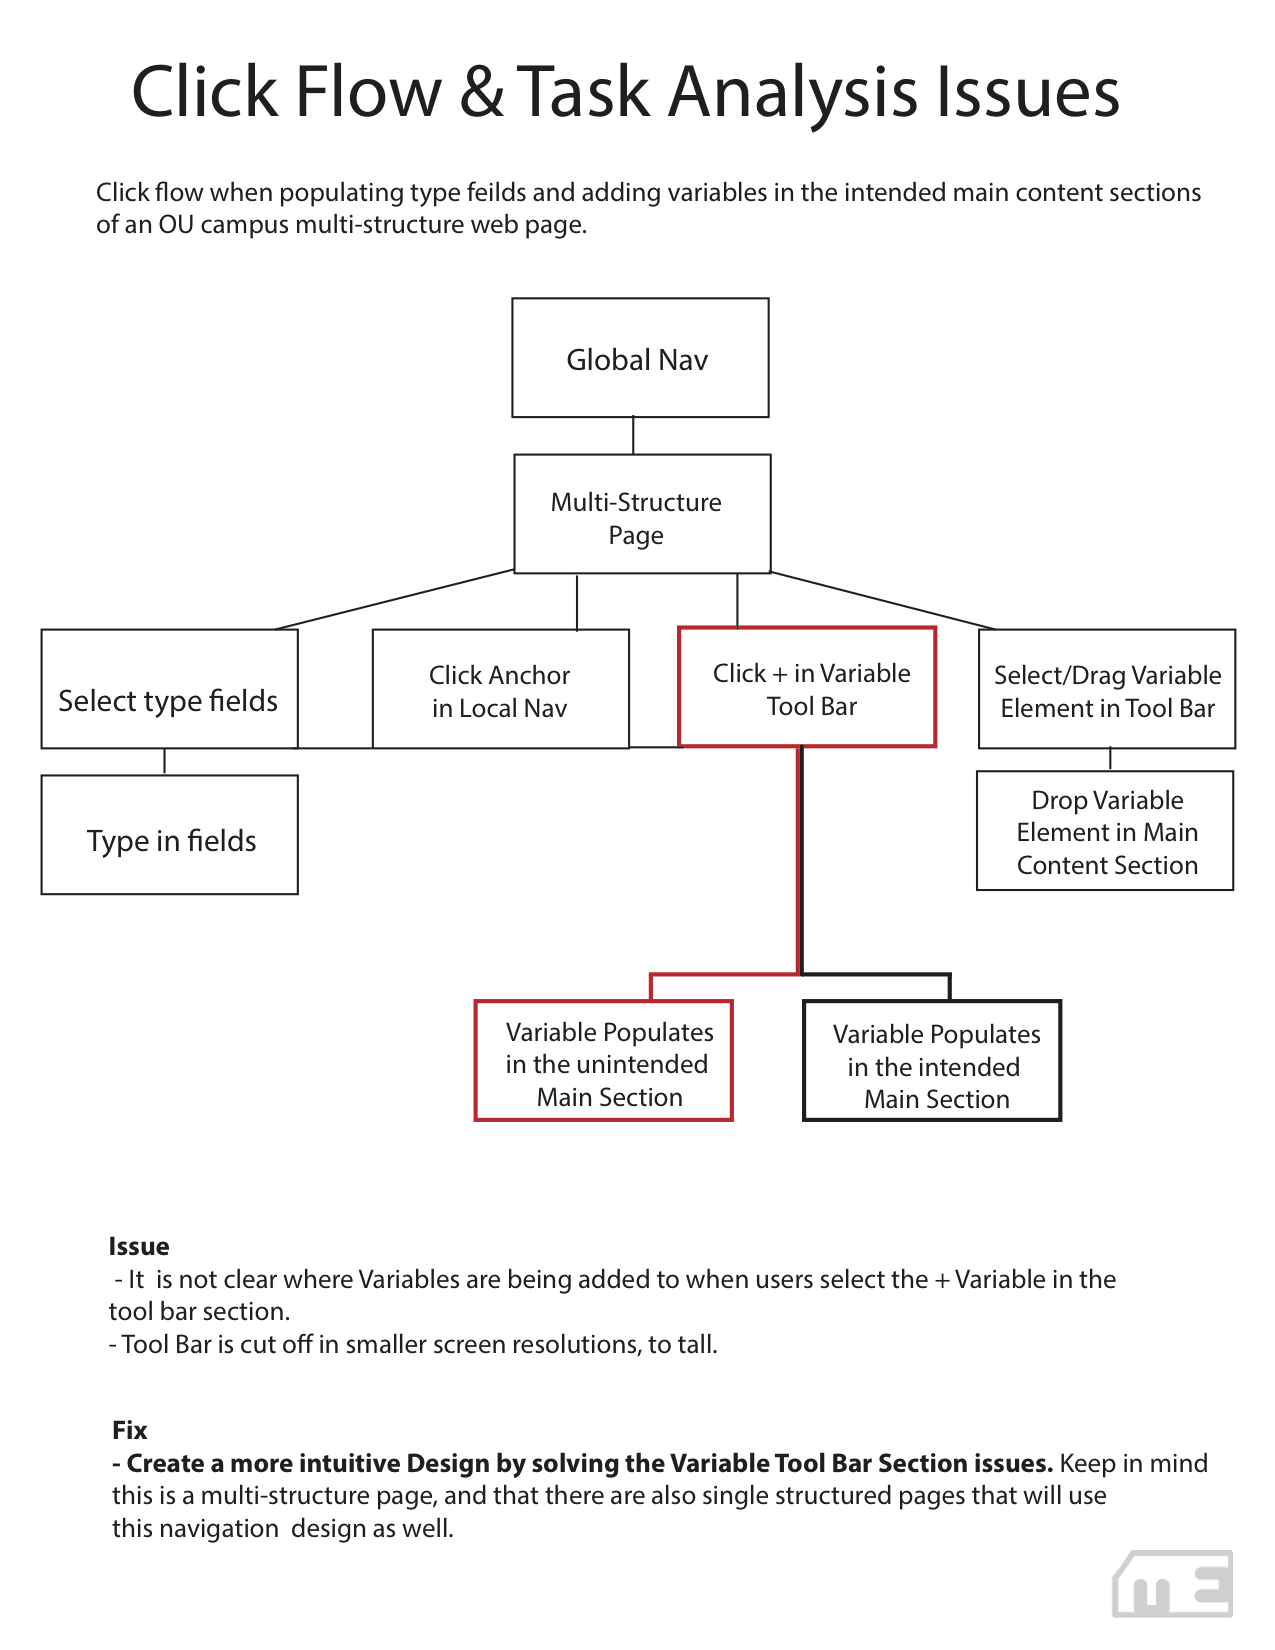 Click Flow & Task Analysis Issues
Click flow when populating type feilds and adding variables in the intended main content sections
of an OU campus multi-structure web page.
Global Nav
Multi-Structure
Page
Select type fields
Click Anchor
in Local Nav
Click + in Variable
Tool Bar
Select/Drag Variable
Element in Tool Bar
Type in fields
Drop Variable
Element in Main
Content Section
Variable Populates
in the unintended
Main Section
Variable Populates
in the intended
Main Section
Issue
- It is not clear where Variables are being added to when users select the + Variable in the
tool bar section.
- Tool Bar is cut off in smaller screen resolutions, to tall.
Fix
- Create a more intuitive Design by solving the Variable Tool Bar Section issues. Keep in mind
this is a multi-structure page, and that there are also single structured pages that will use
this navigation design as well.